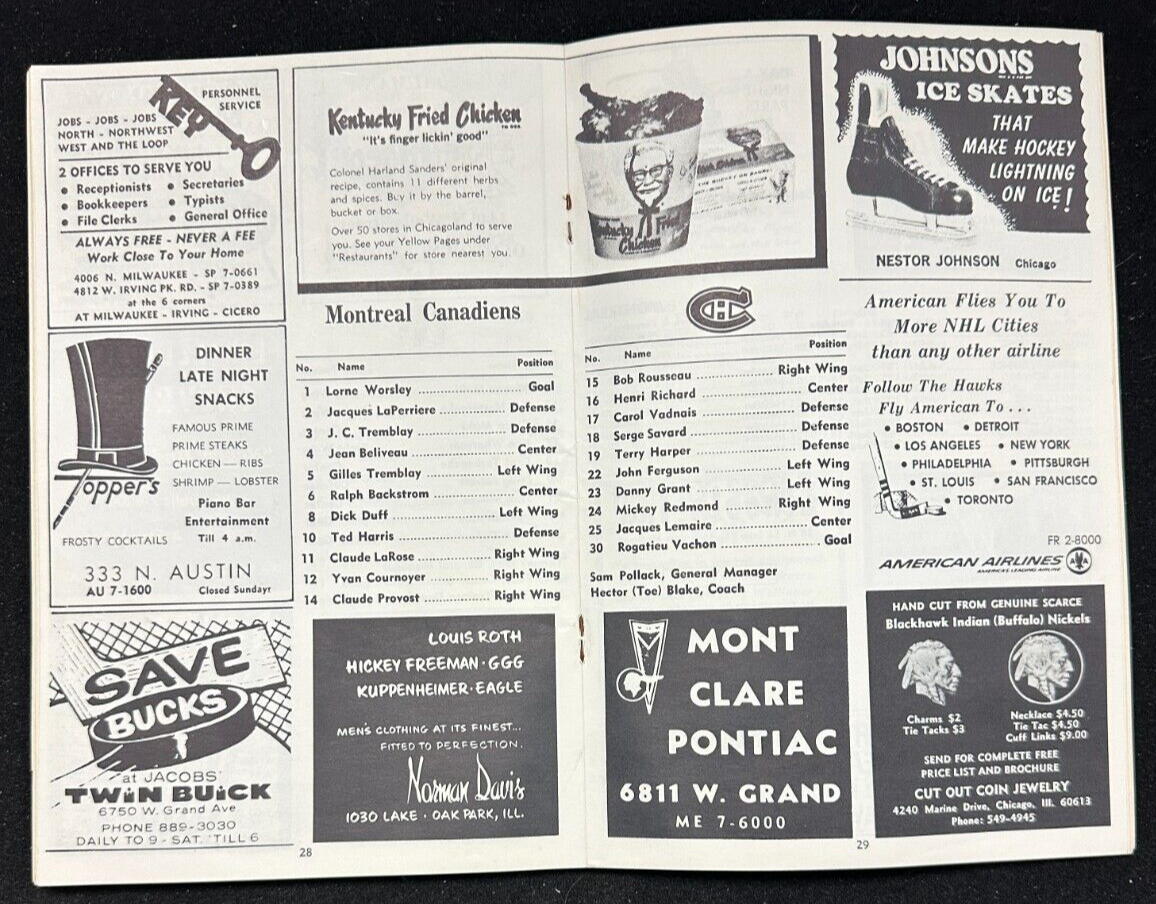 KEY
PERSONNEL
SERVICE
JOBS - JOBS - JOBS
NORTH - NORTHWEST
WEST AND THE LOOP
2 OFFICES TO SERVE YOU
• Receptionists • Secretaries
• Bookkeepers • Typists
• File Clerks • General Office
ALWAYS FREE - NEVER A FEE
Work Close To Your Home
4006 N. MILWAUKEE - SP 7-0661
4812 W. IRVING PK. RD. - SP 7-0389
at the 6 corners
AT MILWAUKEE - IRVING - CICERO
DINNER
LATE NIGHT
SNACKS
FAMOUS PRIME
PRIME STEAKS
CHICKEN — RIBS
SHRIMP — LOBSTER
Topper's
Piano Bar
Entertainment
Till 4 a.m.
FROSTY COCKTAILS
333 N. AUSTIN
AU 7-1600 Closed Sundayr
SAVE
BUCKS
at JACOBS'
TWiN BUiCK
6750 W. Grand Ave
PHONE 889-3030
DAILY TO 9 - SAT. 'TILL 6
Kentucky Fried Chicken
"It's finger lickin' good"
Colonel Harland Sanders' original
recipe, contains 11 different herbs
and spices. Buy it by the barrel,
bucket or box.
Over 50 stores in Chicagoland to serve
you. See your Yellow Pages under
"Restaurants" for store nearest you.
Kentucky Fried
Chicken
Montreal Canadiens
No. Name Position
1 Lorne Worsley Goal
2 Jacques LaPerriere Defense
3 J. C. Tremblay Defense
4 Jean Beliveau Center
5 Gilles Tremblay Left Wing
6 Ralph Backstrom Center
8 Dick Duff Left Wing
10 Ted Harris Defense
11 Claude LaRose Right Wing
12 Yvan Cournoyer Right Wing
14 Claude Provost Right Wing
LOUIS ROTH
HICKEY FREEMAN · GGG
KUPPENHEIMER · EAGLE
MEN'S CLOTHING AT ITS FINEST...
FITTED TO PERFECTION.
Norman Davis
1030 LAKE · OAK PARK, ILL.
28
CH
No. Name Position
15 Bob Rousseau Right Wing
16 Henri Richard Center
17 Carol Vadnais Defense
18 Serge Savard Defense
19 Terry Harper Defense
22 John Ferguson Left Wing
23 Danny Grant Left Wing
24 Mickey Redmond Right Wing
25 Jacques Lemaire Center
30 Rogatieu Vachon Goal
Sam Pollack, General Manager
Hector (Toe) Blake, Coach
MONT
CLARE
PONTIAC
6811 W. GRAND
ME 7-6000
JOHNSONS
ICE SKATES
THAT
MAKE HOCKEY
LIGHTNING
ON ICE!
NESTOR JOHNSON Chicago
American Flies You To
More NHL Cities
than any other airline
Follow The Hawks
Fly American To . . .
• BOSTON • DETROIT
• LOS ANGELES • NEW YORK
• PHILADELPHIA • PITTSBURGH
• ST. LOUIS • SAN FRANCISCO
• TORONTO
FR 2-8000
AMERICAN AIRLINES
AMERICA'S LEADING AIRLINE
AA
HAND CUT FROM GENUINE SCARCE
Blackhawk Indian (Buffalo) Nickels
Charms $2
Tie Tacks $3
Necklace $4.50
Tie Tac $4.50
Cuff Links $9.00
SEND FOR COMPLETE FREE
PRICE LIST AND BROCHURE
CUT OUT COIN JEWELRY
4240 Marine Drive, Chicago, Ill. 60613
Phone: 549-4945
29